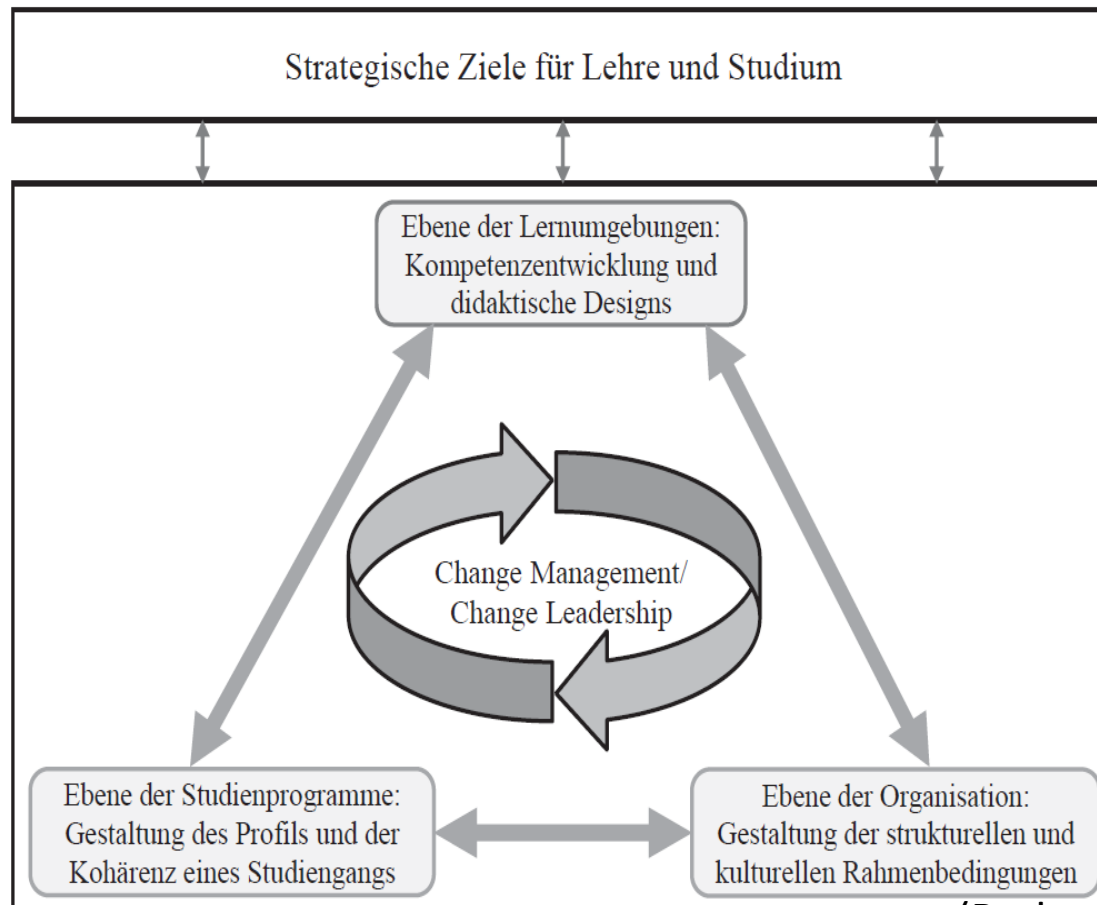 Strategische Ziele für Lehre und Studium
Ebene der Lernumgebungen:
Kompetenzentwicklung und
didaktische Designs
Change Management/
Change Leadership
Ebene der Studienprogramme:
Gestaltung des Profils und der
Kohärenz eines Studiengangs
Ebene der Organisation:
Gestaltung der strukturellen und
kulturellen Rahmenbedingungen